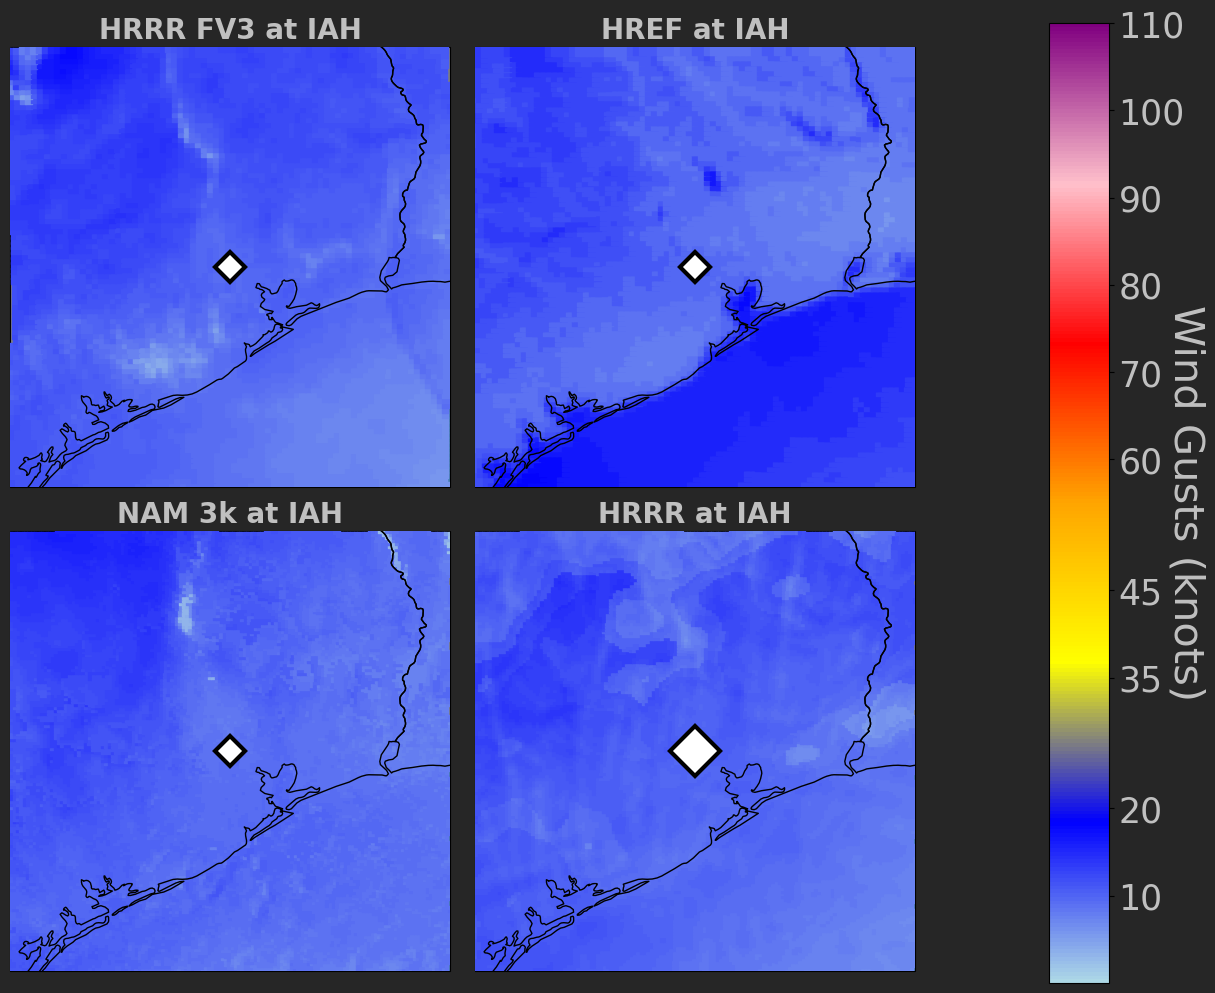 HRRR FV3 at IAH
HREF at IAH
NAM 3k at IAH
HRRR at IAH
110
100
90
80
70
60
45
35
20
10
Wind Gusts (knots)